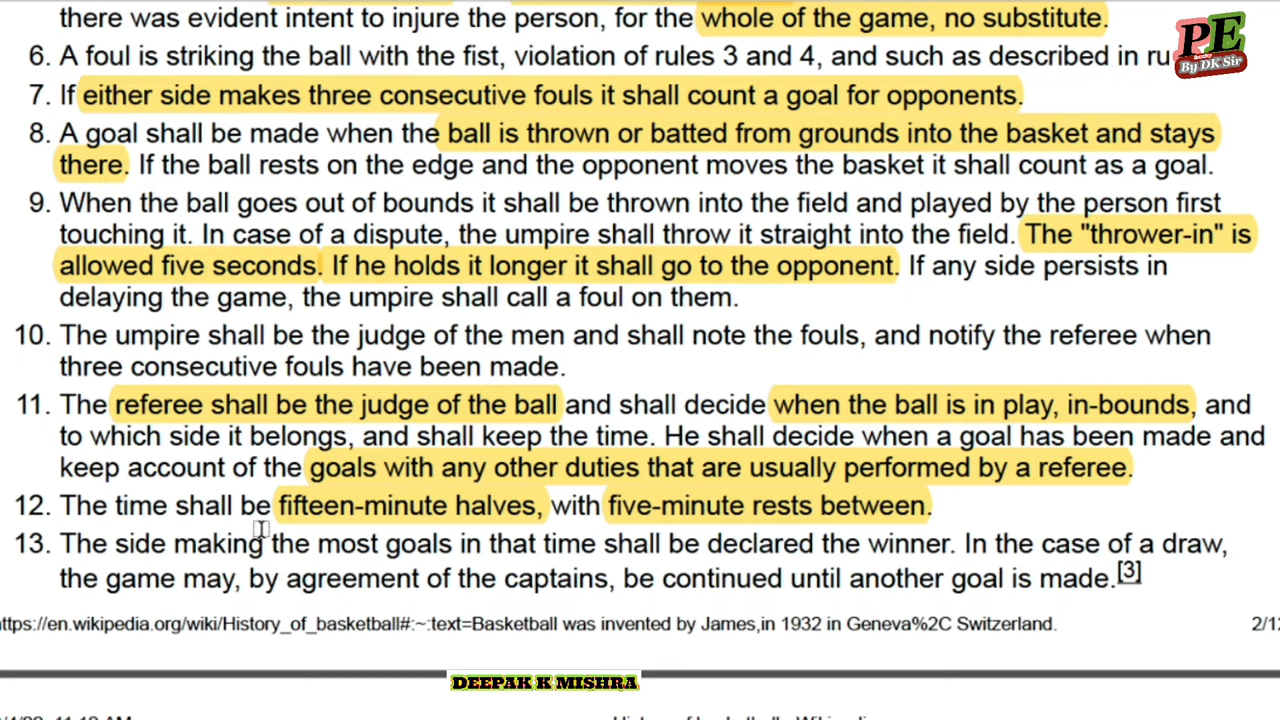 there was evident intent to injure the person, for the whole of the game, no substitute.
PE
By DK Sir
6. A foul is striking the ball with the fist, violation of rules 3 and 4, and such as described in ru
7. If either side makes three consecutive fouls it shall count a goal for opponents.
8. A goal shall be made when the ball is thrown or batted from grounds into the basket and stays
there. If the ball rests on the edge and the opponent moves the basket it shall count as a goal.
9. When the ball goes out of bounds it shall be thrown into the field and played by the person first
touching it. In case of a dispute, the umpire shall throw it straight into the field. The "thrower-in" is
allowed five seconds. If he holds it longer it shall go to the opponent. If any side persists in
delaying the game, the umpire shall call a foul on them.
10. The umpire shall be the judge of the men and shall note the fouls, and notify the referee when
three consecutive fouls have been made.
11. The referee shall be the judge of the ball and shall decide when the ball is in play, in-bounds, and
to which side it belongs, and shall keep the time. He shall decide when a goal has been made and
keep account of the goals with any other duties that are usually performed by a referee.
12. The time shall be fifteen-minute halves, with five-minute rests between.
13. The side making the most goals in that time shall be declared the winner. In the case of a draw,
the game may, by agreement of the captains, be continued until another goal is made.[3]
ttps://en.wikipedia.org/wiki/History_of_basketball#:~:text=Basketball was invented by James,in 1932 in Geneva%2C Switzerland. 2/12
DEEPAK K MISHRA